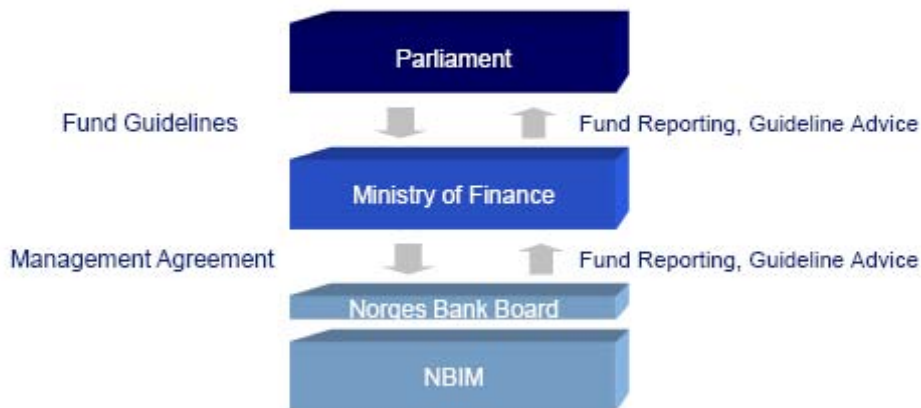 Parliament
Fund Guidelines
Fund Reporting, Guideline Advice
Ministry of Finance
Management Agreement
Fund Reporting, Guideline Advice
Norges Bank Board
NBIM